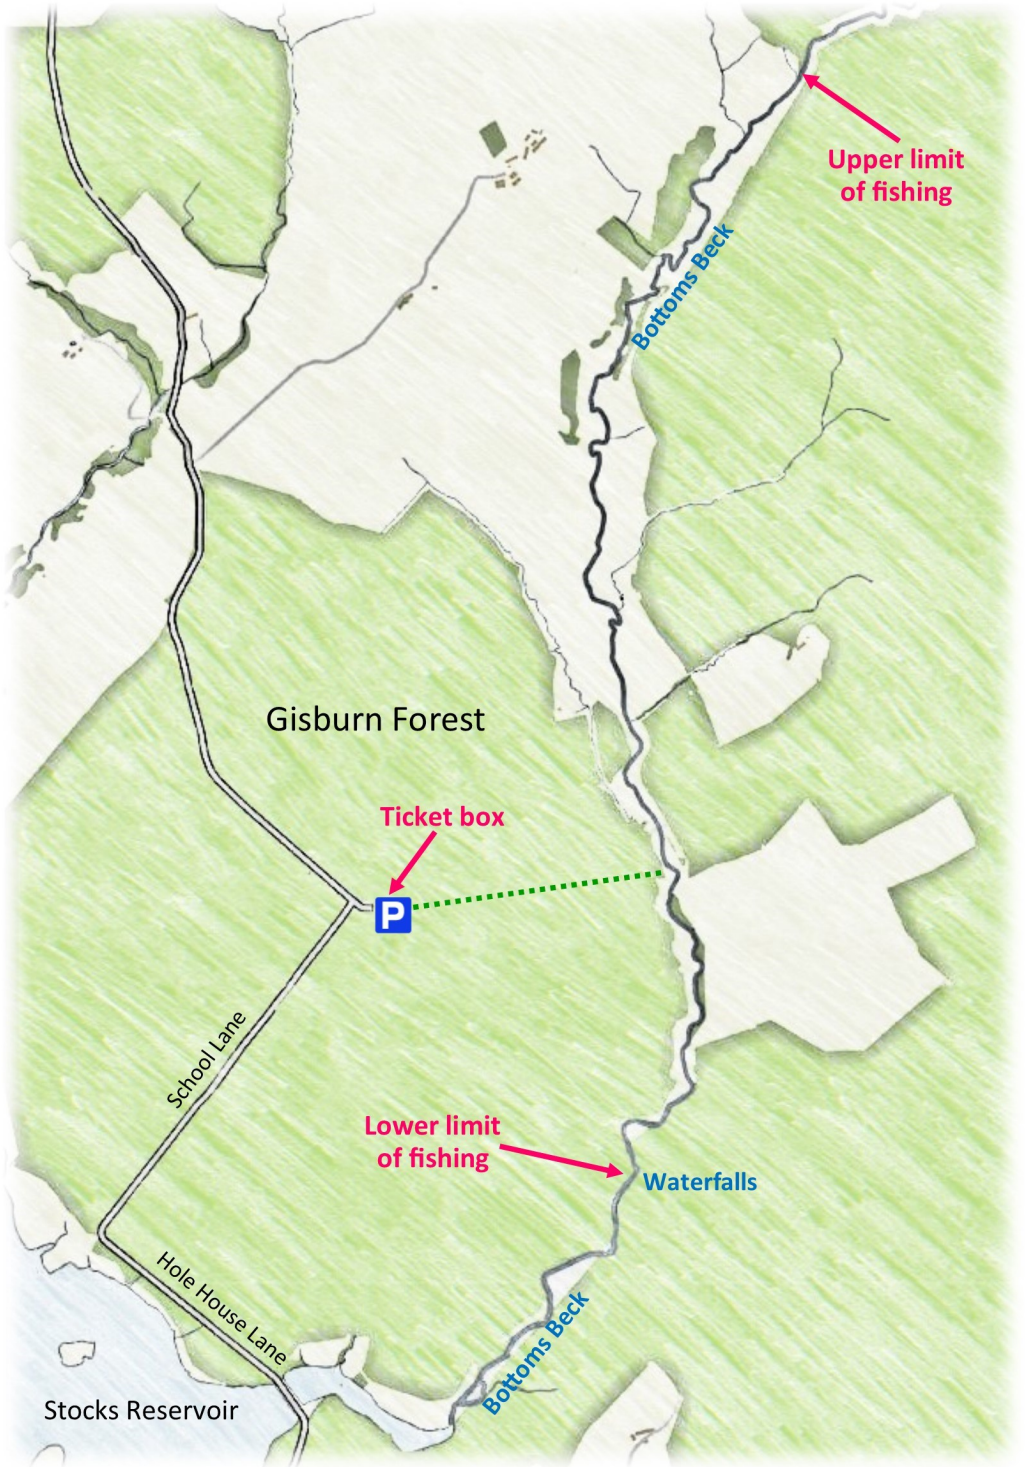 Upper limit
of fishing
Bottoms Beck
Gisburn Forest
Ticket box
P
School Lane
Lower limit
of fishing
Waterfalls
Hole House Lane
Bottoms Beck
Stocks Reservoir